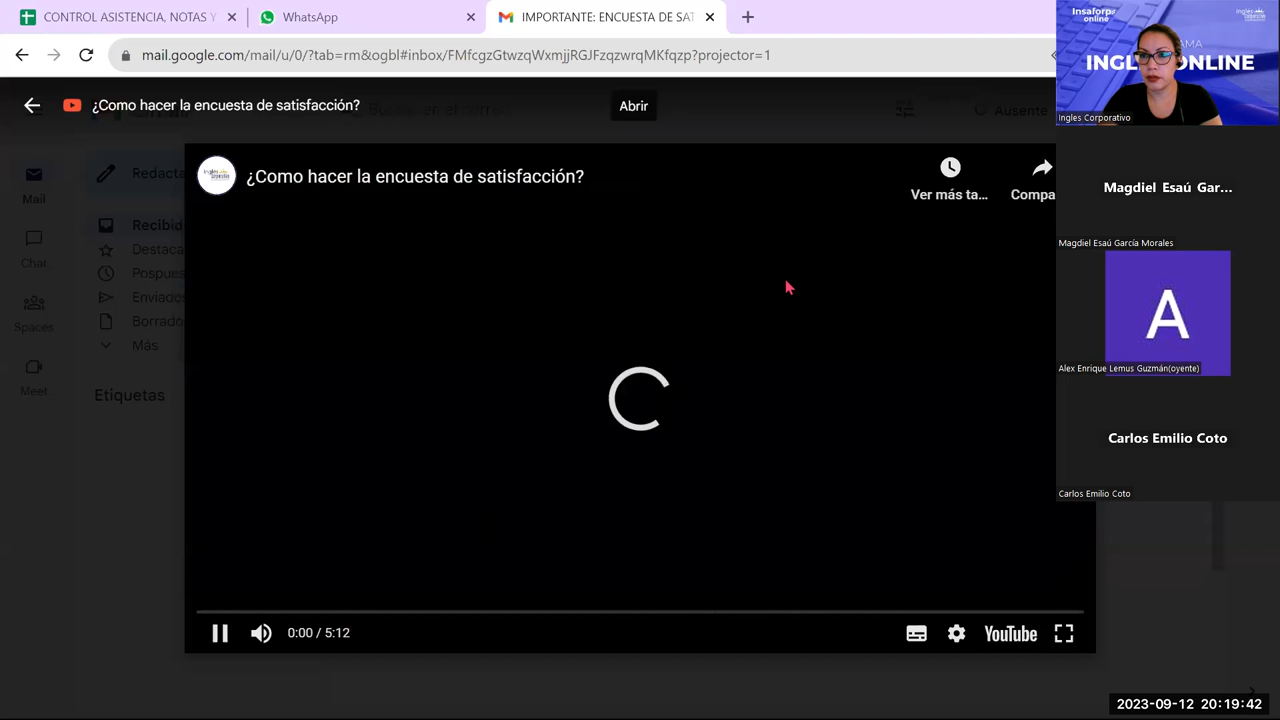 CONTROL ASISTENCIA, NOTAS Y
WhatsApp
IMPORTANTE: ENCUESTA DE SAT
mail.google.com/mail/u/0/?tab=rm&ogbl#inbox/FMfcgzGtwzqWxmjjRGJFzqzwrqMKfqzp?projector=1
¿Como hacer la encuesta de satisfacción?
Abrir
Ausente
Redacta
Mail
Recibid
Destaca
Chat
Pospues
Enviados
Spaces
Borrado
Más
Meet
Etiquetas
¿Como hacer la encuesta de satisfacción?
Ver más ta...
Compa
0:00 / 5:12
YouTube
Insaforp
online
INGL
ONLINE
Ingles Corporativo
Magdiel Esaú Gar...
Magdiel Esaú García Morales
A
Alex Enrique Lemus Guzmán(oyente)
Carlos Emilio Coto
Carlos Emilio Coto
2023-09-12 20:19:42